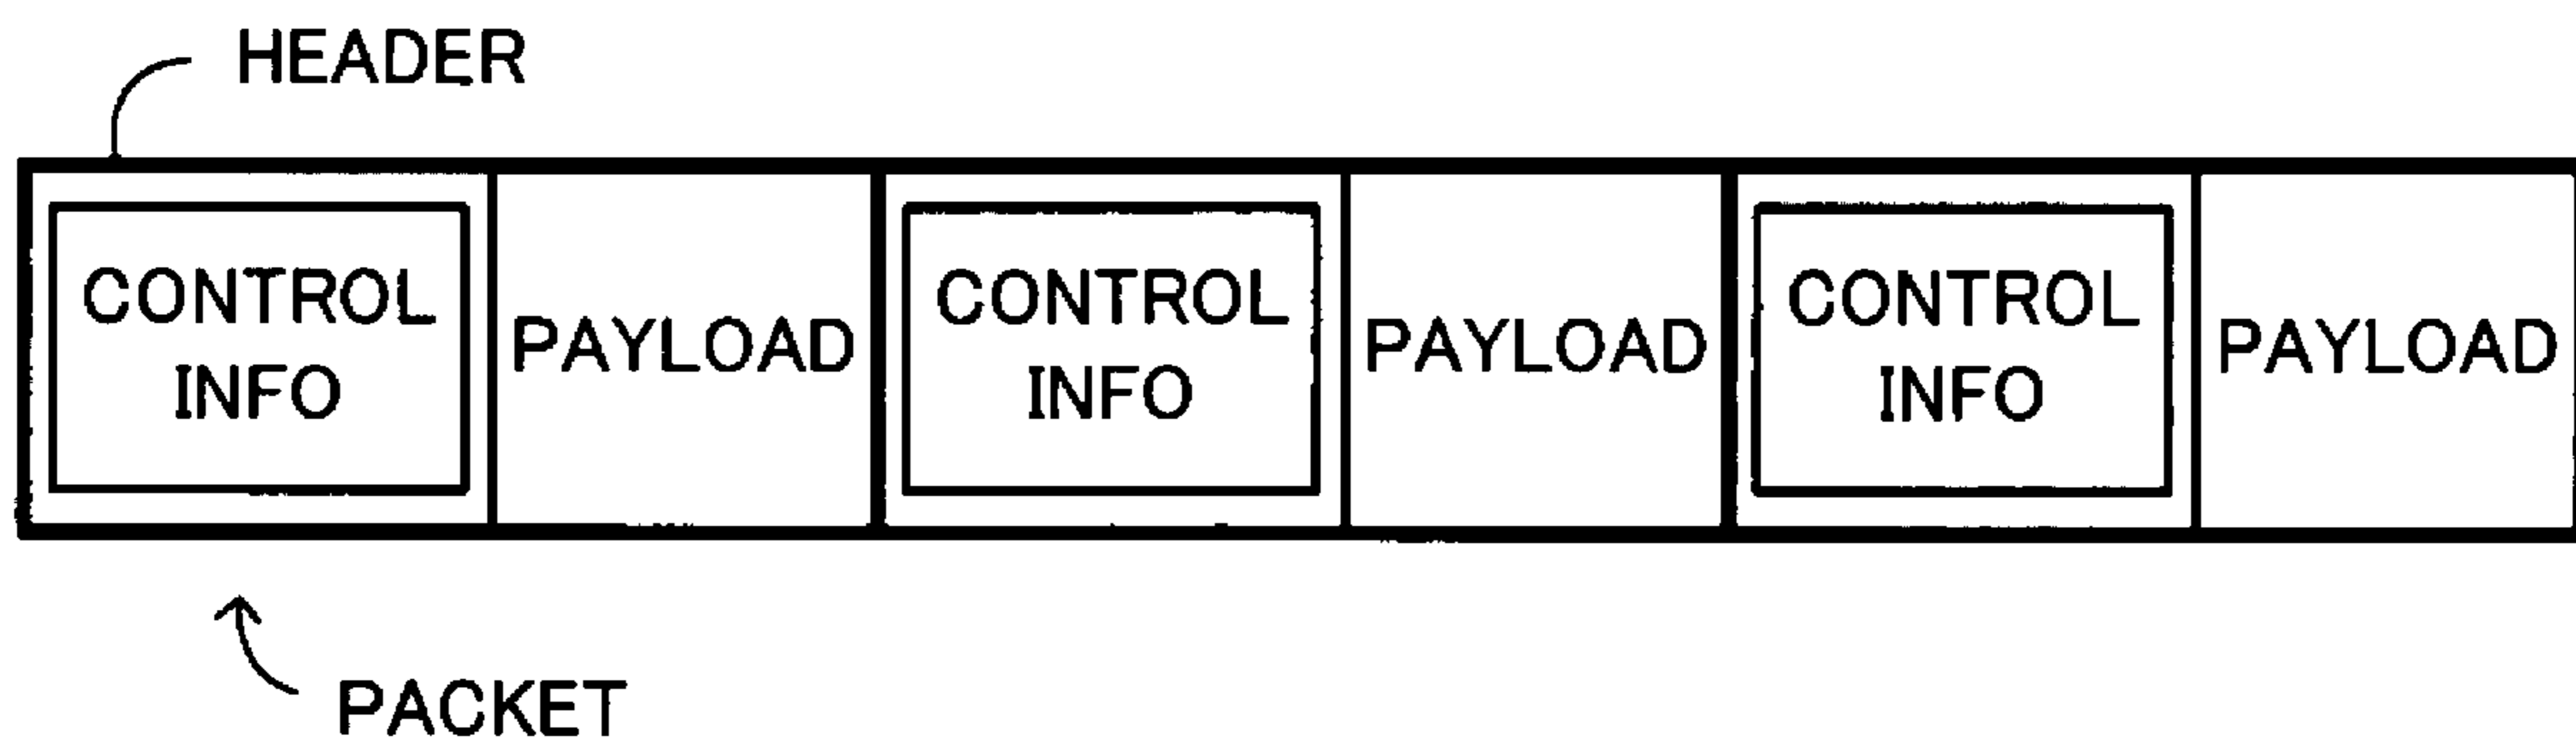 HEADER
CONTROL
INFO
PAYLOAD
CONTROL
INFO
PAYLOAD
CONTROL
INFO
PAYLOAD
PACKET